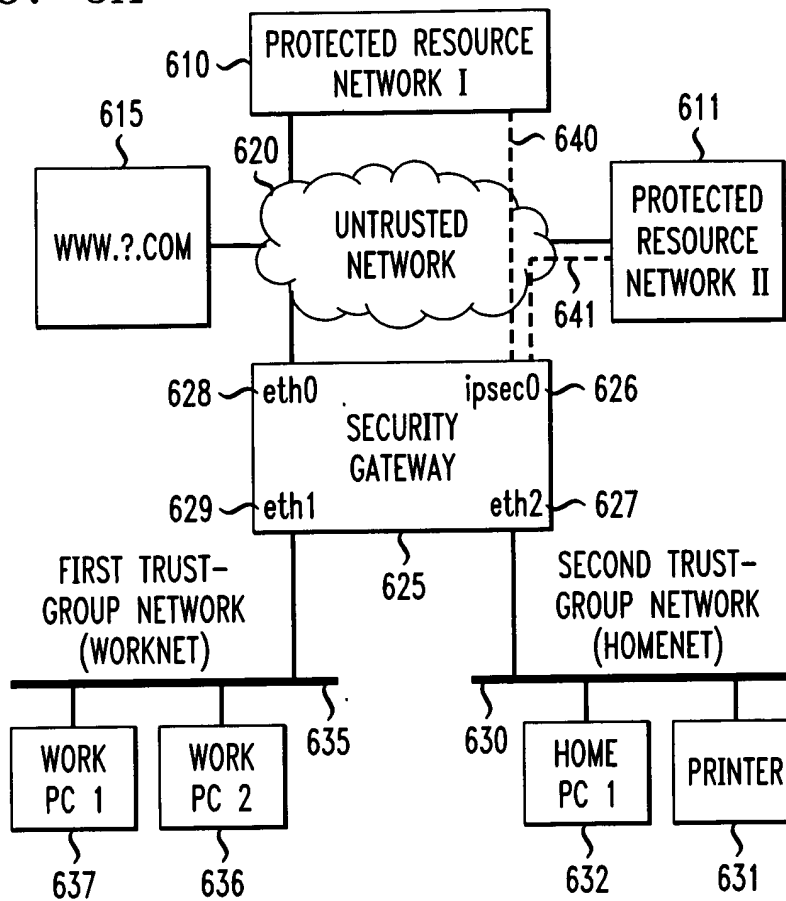 PROTECTED RESOURCE
NETWORK I
610
615
620
640
611
WWW.?.COM
UNTRUSTED
NETWORK
PROTECTED
RESOURCE
NETWORK II
641
628
eth0
ipsec0
626
SECURITY
GATEWAY
629
eth1
eth2
627
625
FIRST TRUST-
GROUP NETWORK
(WORKNET)
SECOND TRUST-
GROUP NETWORK
(HOMENET)
635
630
WORK
PC 1
WORK
PC 2
HOME
PC 1
PRINTER
637
636
632
631